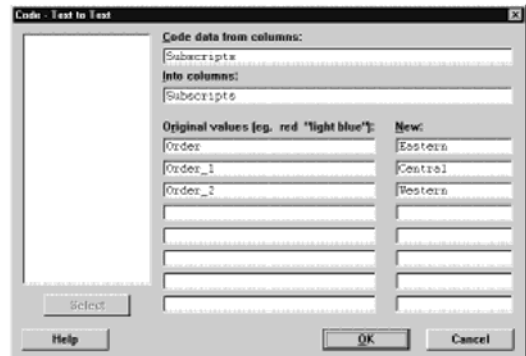 Code - Text to Text
Code data from columns:
Subscripts
Into columns:
Subscripts
Original values (eg. red "light blue"): New:
Order Eastern
Order_1 Central
Order_2 Western
Select
Help OK Cancel